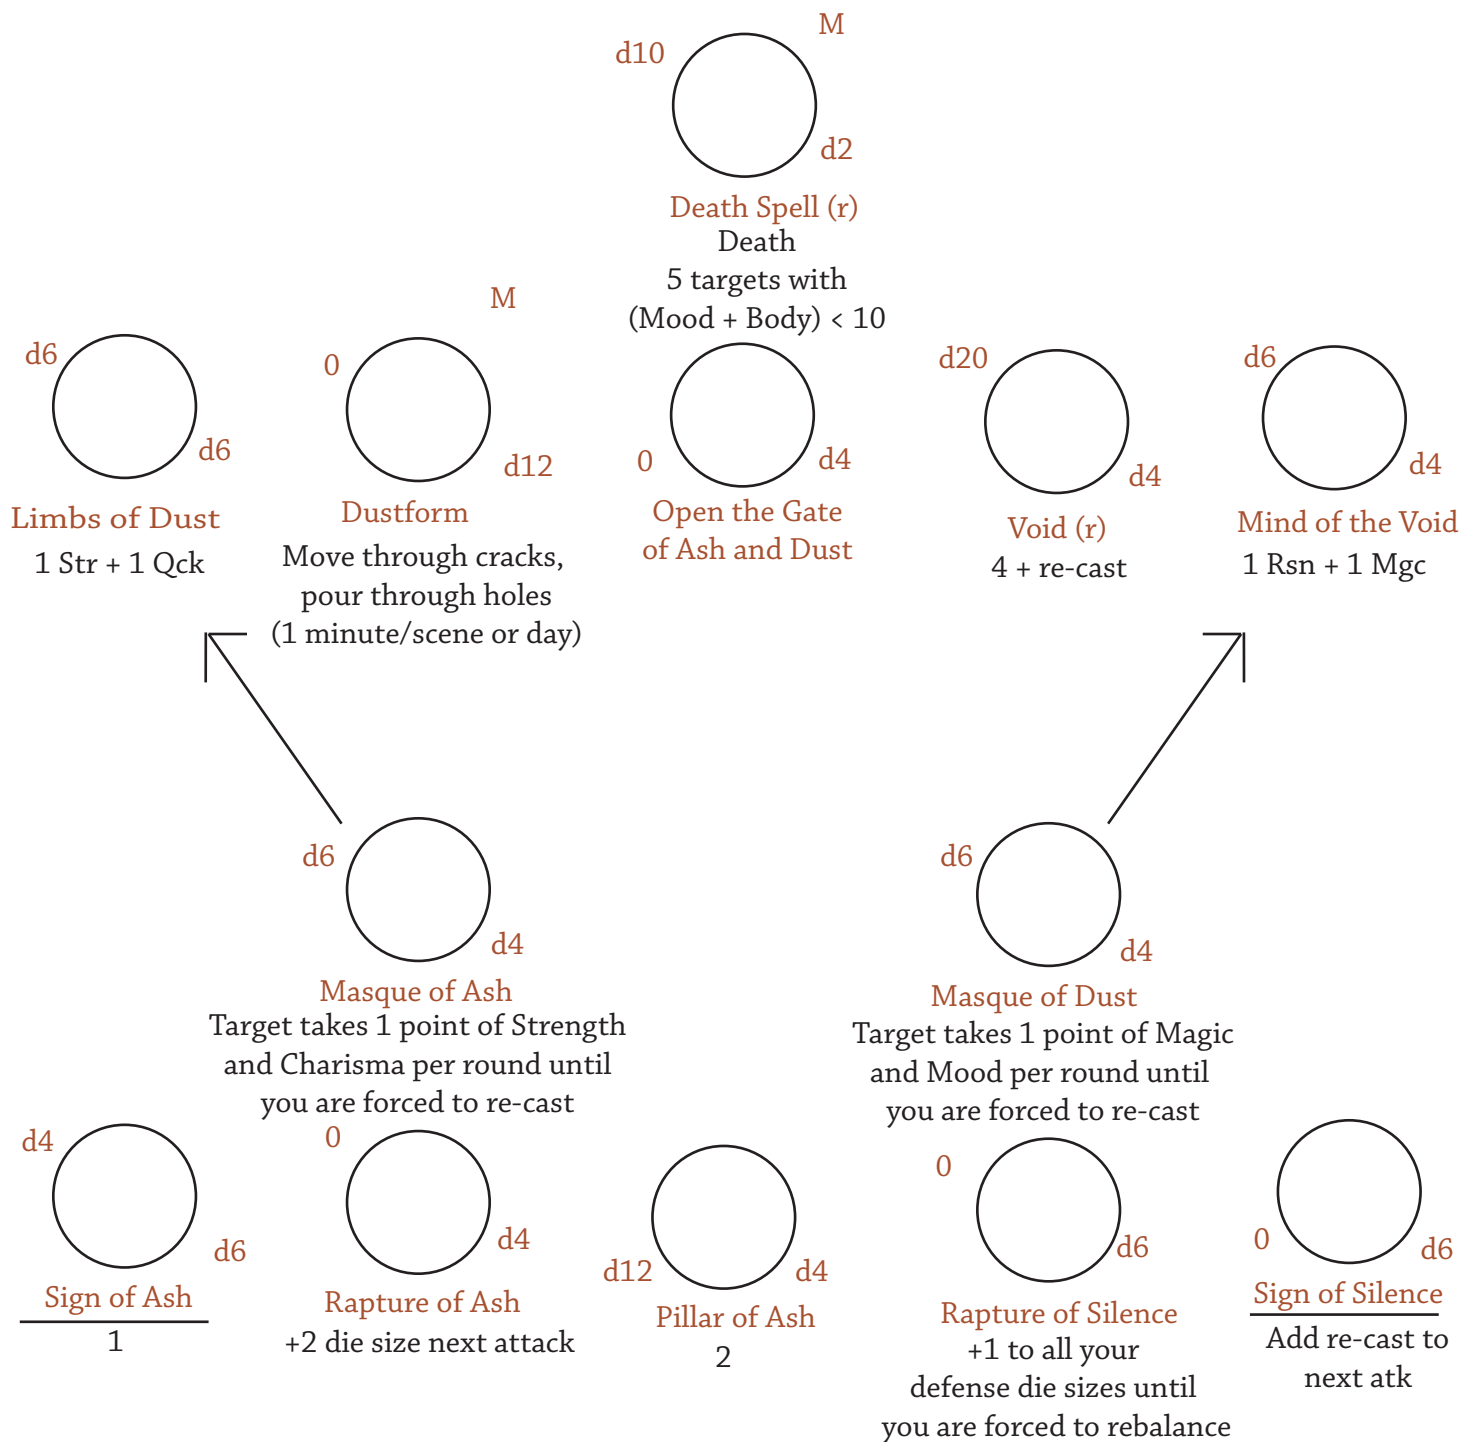 M
d10
d2
Death Spell (r)
Death
5 targets with
(Mood + Body) < 10
d6
d6
Limbs of Dust
1 Str + 1 Qck
M
0
d12
Dustform
Move through cracks,
pour through holes
(1 minute/scene or day)
0
d4
Open the Gate
of Ash and Dust
d20
d4
Void (r)
4 + re-cast
d6
d4
Mind of the Void
1 Rsn + 1 Mgc
d6
d4
Masque of Ash
Target takes 1 point of Strength
and Charisma per round until
you are forced to re-cast
d6
d4
Masque of Dust
Target takes 1 point of Magic
and Mood per round until
you are forced to re-cast
d4
d6
Sign of Ash
1
0
d4
Rapture of Ash
+2 die size next attack
d12
d4
Pillar of Ash
2
0
d6
Rapture of Silence
+1 to all your
defense die sizes until
you are forced to rebalance
0
d6
Sign of Silence
Add re-cast to
next atk